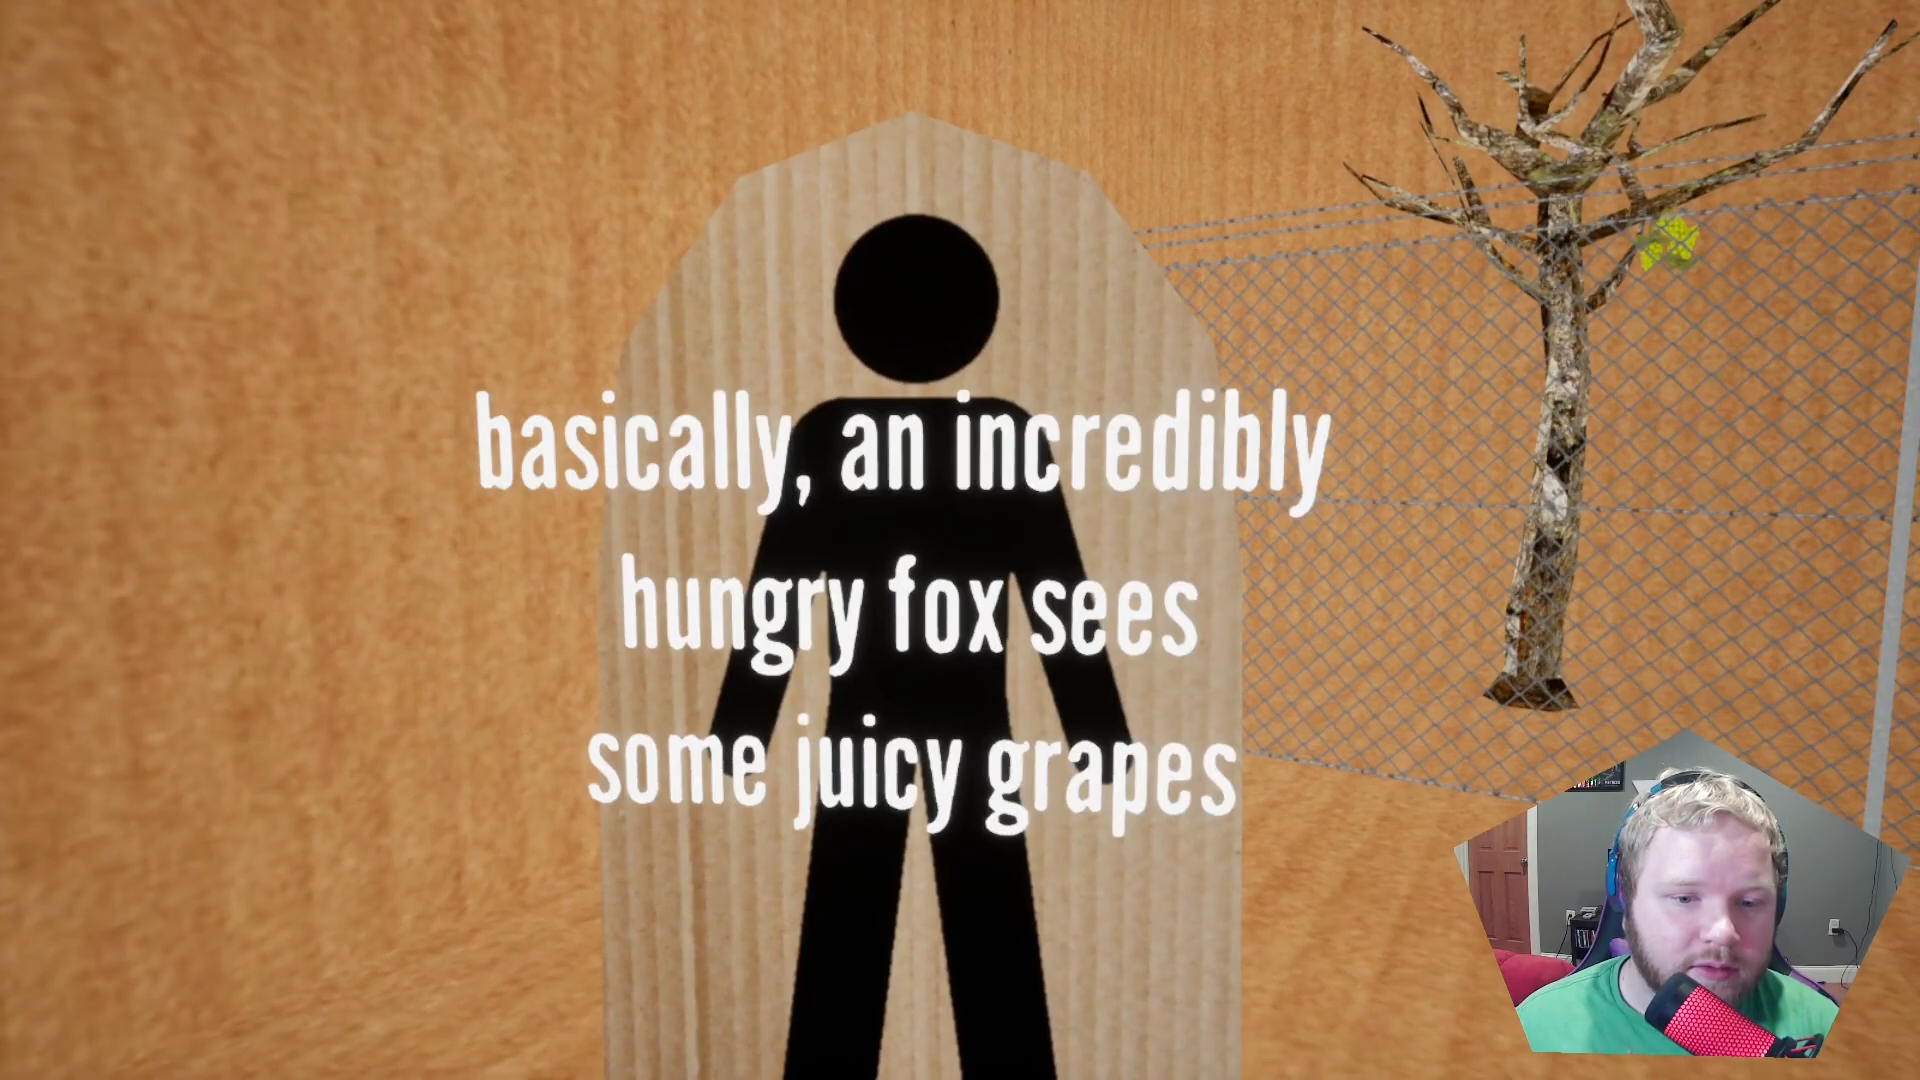 basically, an incredibly
hungry fox sees
some juicy grapes